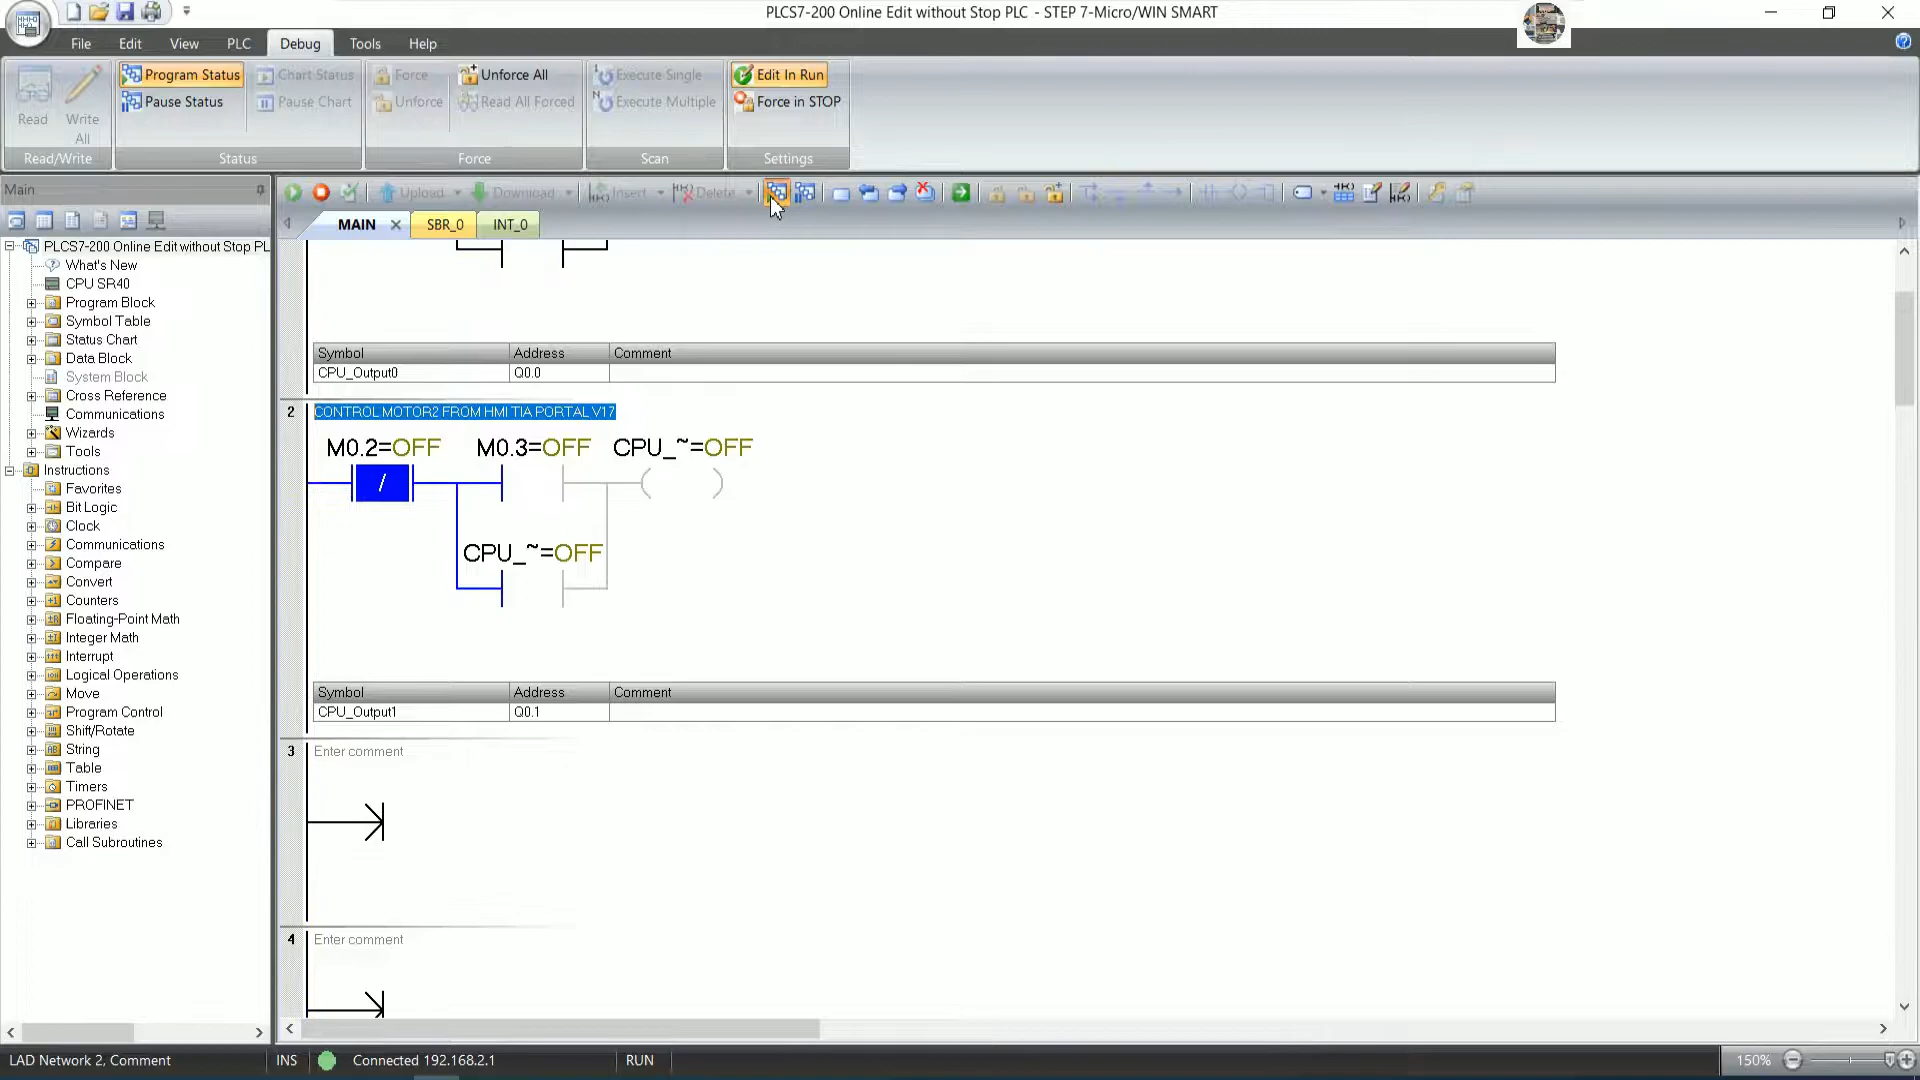 PLCS7-200 Online Edit without Stop PLC - STEP 7-Micro/WIN SMART
File Edit View PLC Debug Tools Help
Read Write All
Read/Write
Program Status Chart Status
Pause Status Pause Chart
Status
Force Unforce All
Unforce Read All Forced
Force
Execute Single
Execute Multiple
Scan
Edit In Run
Force in STOP
Settings
Main
Upload Download Insert Delete
MAIN SBR_0 INT_0
PLCS7-200 Online Edit without Stop PL
What's New
CPU SR40
Program Block
Symbol Table
Status Chart
Data Block
System Block
Cross Reference
Communications
Wizards
Tools
Instructions
Favorites
Bit Logic
Clock
Communications
Compare
Convert
Counters
Floating-Point Math
Integer Math
Interrupt
Logical Operations
Move
Program Control
Shift/Rotate
String
Table
Timers
PROFINET
Libraries
Call Subroutines
Symbol Address Comment
CPU_Output0 Q0.0
2 CONTROL MOTOR2 FROM HMI TIA PORTAL V17
M0.2=OFF M0.3=OFF CPU_~=OFF
/
CPU_~=OFF
Symbol Address Comment
CPU_Output1 Q0.1
3 Enter comment
4 Enter comment
LAD Network 2, Comment INS Connected 192.168.2.1 RUN 150%